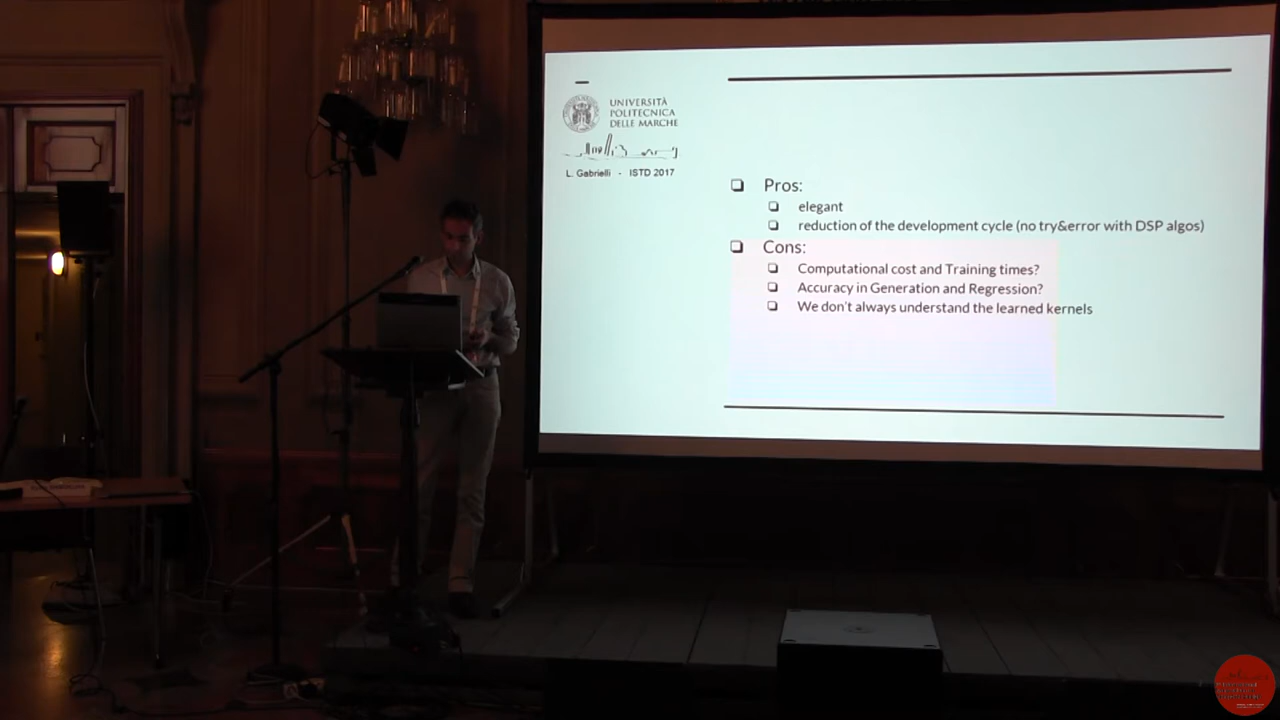 UNIVERSITÀ
POLITECNICA
DELLE MARCHE
L. Gabrielli - ISTD 2017
Pros:
elegant
reduction of the development cycle (no try&error with DSP algos)
Cons:
Computational cost and Training times?
Accuracy in Generation and Regression?
We don't always understand the learned kernels